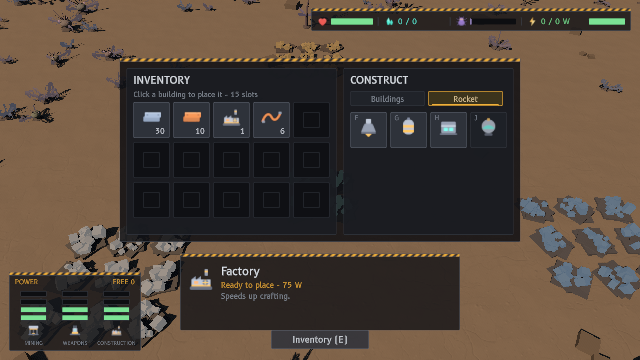 0 / 0
0 / 0 W
INVENTORY
Click a building to place it - 15 slots
30
10
1
6
CONSTRUCT
Buildings
Rocket
F
G
H
J
POWER
FREE 0
MINING
WEAPONS
CONSTRUCTION
Factory
Ready to place - 75 W
Speeds up crafting.
Inventory [E]